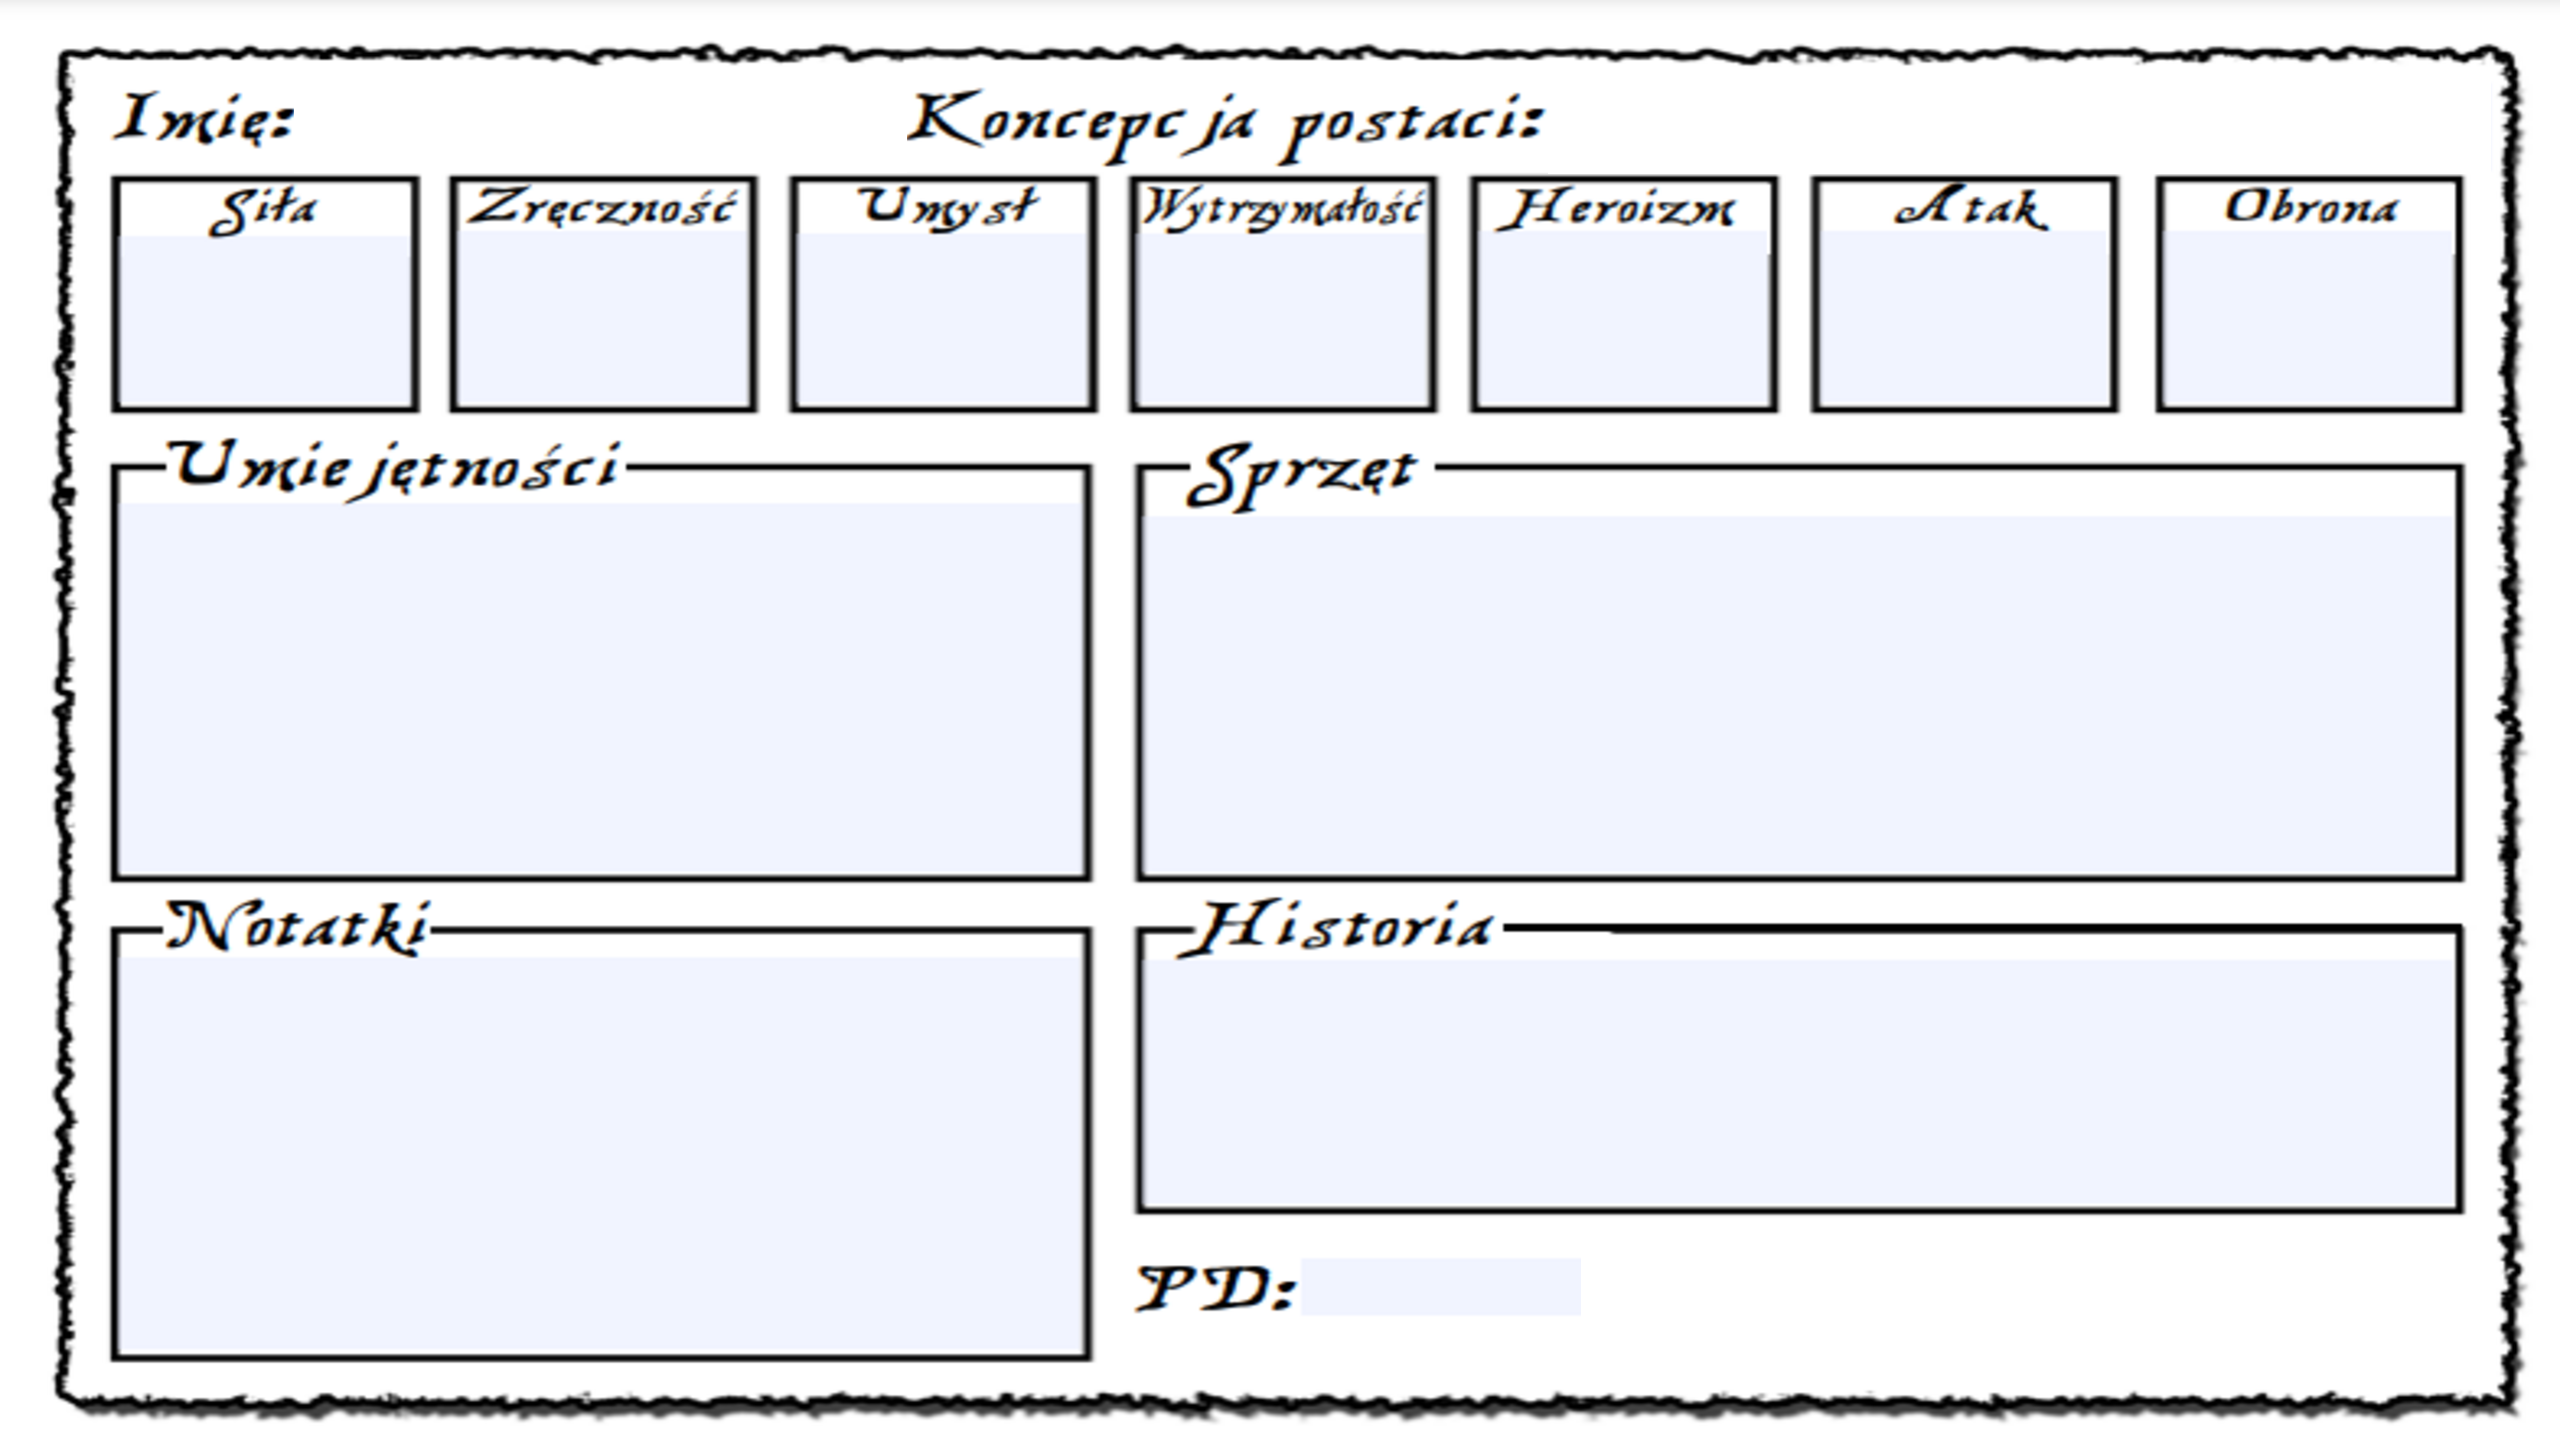 Imię: Koncepcja postaci:
Siła Zręczność Umysł Wytrzymałość Heroizm Atak Obrona
Umiejętności Sprzęt
Notatki Historia
PD: